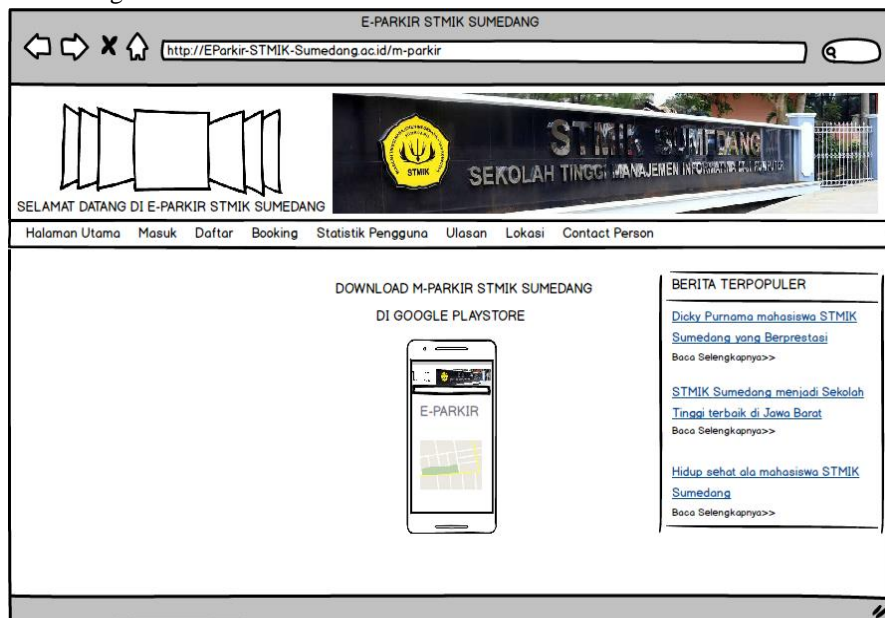 E-PARKIR STMIK SUMEDANG
http://EParkir-STMIK-Sumedang.ac.id/m-parkir
STMIK
STMIK SUMEDANG
SEKOLAH TINGGI MANAJEMEN INFORMATIKA DAN KOMPUTER
SELAMAT DATANG DI E-PARKIR STMIK SUMEDANG
Halaman Utama Masuk Daftar Booking Statistik Pengguna Ulasan Lokasi Contact Person
DOWNLOAD M-PARKIR STMIK SUMEDANG
DI GOOGLE PLAYSTORE
E-PARKIR
BERITA TERPOPULER
Dicky Purnama mahasiswa STMIK
Sumedang yang Berprestasi
Baca Selengkapnya>>
STMIK Sumedang menjadi Sekolah
Tinggi terbaik di Jawa Barat
Baca Selengkapnya>>
Hidup sehat ala mahasiswa STMIK
Sumedang
Baca Selengkapnya>>